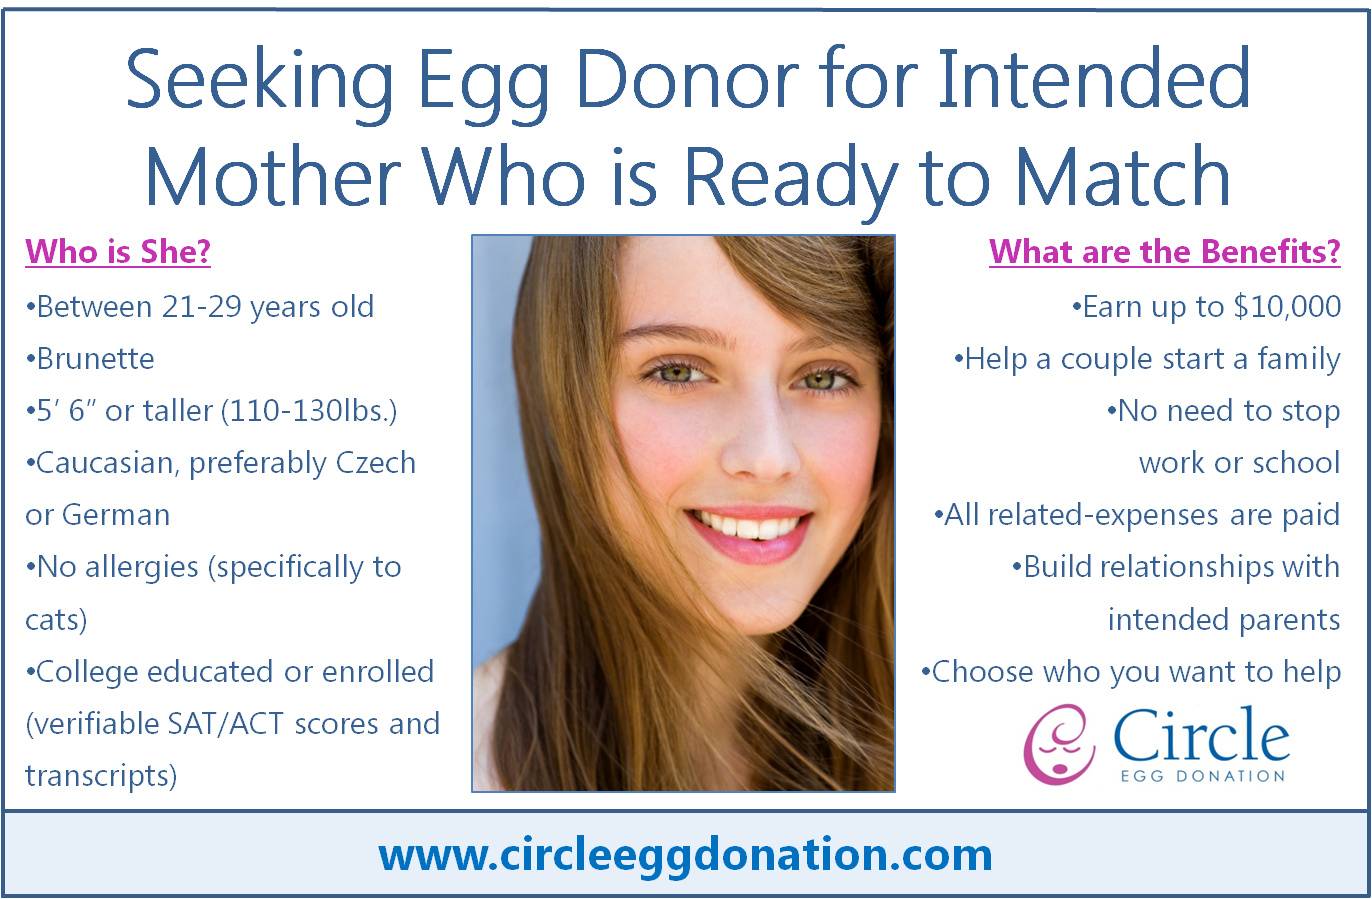 Seeking Egg Donor for Intended
Mother Who is Ready to Match
Who is She?
•Between 21-29 years old
•Brunette
•5’ 6” or taller (110-130lbs.)
•Caucasian, preferably Czech
or German
•No allergies (specifically to
cats)
•College educated or enrolled
(verifiable SAT/ACT scores and
transcripts)
What are the Benefits?
•Earn up to $10,000
•Help a couple start a family
•No need to stop
work or school
•All related-expenses are paid
•Build relationships with
intended parents
•Choose who you want to help
Circle
EGG DONATION
www.circleeggdonation.com